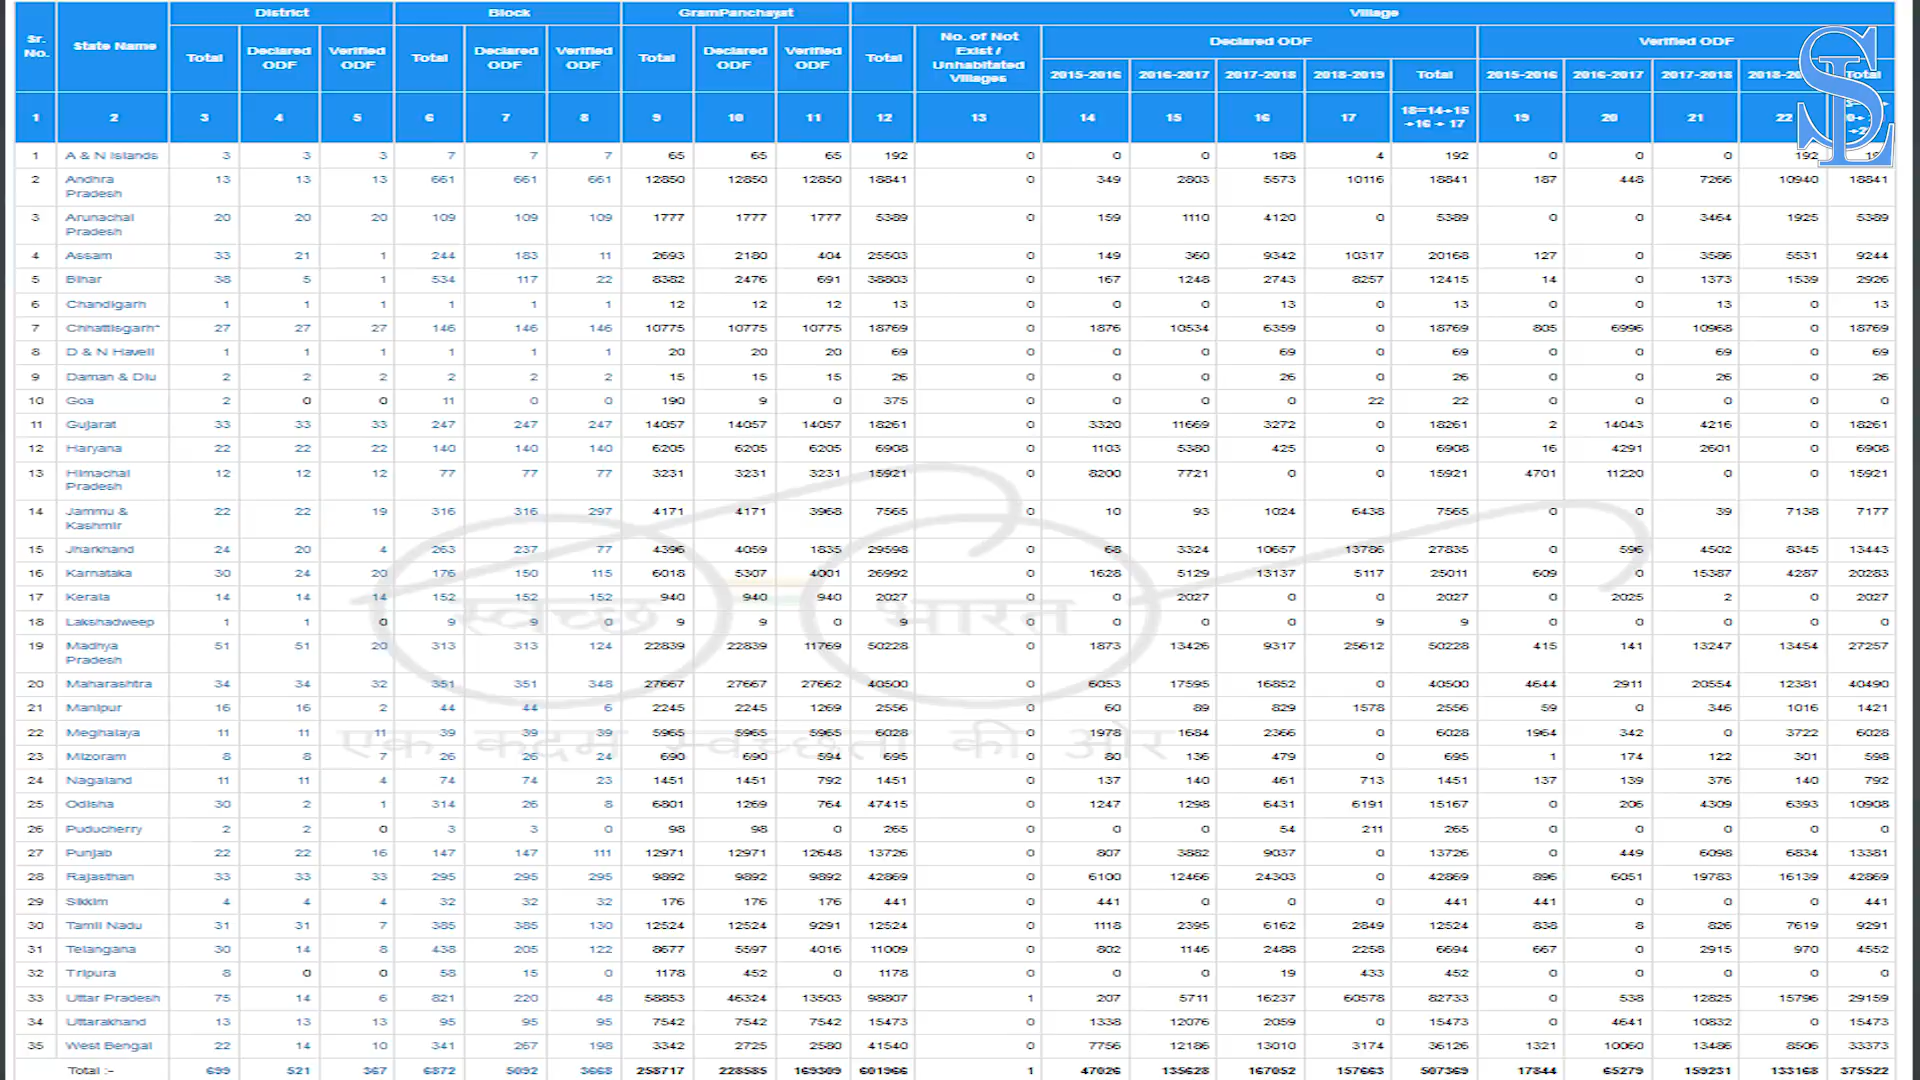 District Block GramPanchayat Village
Sr. No. State Name Total Declared ODF Verified ODF Total Declared ODF Verified ODF Total Declared ODF Verified ODF Total No. of Not Exist / Unhabitated Villages Declared ODF Verified ODF
2015-2016 2016-2017 2017-2018 2018-2019 Total 2015-2016 2016-2017 2017-2018 Total
1 2 3 4 5 6 7 8 9 10 11 12 13 14 15 16 17 18=14+15+16 + 17 19 20 21 22
1 A & N Islands 3 3 3 7 7 7 65 65 65 192 0 0 0 188 4 192 0 0 0 192
2 Andhra Pradesh 13 13 13 661 661 661 12850 12850 12850 18841 0 349 2803 5573 10116 18841 187 448 7266 10940 18841
3 Arunachal Pradesh 20 20 20 109 109 109 1777 1777 1777 5389 0 159 1110 4120 0 5389 0 0 3464 1925 5389
4 Assam 33 21 1 244 183 11 2693 2180 404 25503 0 149 360 9342 10317 20168 127 0 3586 5531 9244
5 Bihar 38 5 1 534 117 22 8382 2476 691 38803 0 167 1248 2743 8257 12415 14 0 1373 1539 2926
6 Chandigarh 1 1 1 1 1 1 12 12 12 13 0 0 0 13 0 13 0 0 13 0 13
7 Chhattisgarh* 27 27 27 146 146 146 10775 10775 10775 18769 0 1876 10534 6359 0 18769 805 6996 10968 0 18769
8 D & N Haveli 1 1 1 1 1 1 20 20 20 69 0 0 0 69 0 69 0 0 69 0 69
9 Daman & Diu 2 2 2 2 2 2 15 15 15 26 0 0 0 26 0 26 0 0 26 0 26
10 Goa 2 0 0 11 0 0 190 9 0 375 0 0 0 0 22 22 0 0 0 0 0
11 Gujarat 33 33 33 247 247 247 14057 14057 14057 18261 0 3320 11669 3272 0 18261 2 14043 4216 0 18261
12 Haryana 22 22 22 140 140 140 6205 6205 6205 6908 0 1103 5380 425 0 6908 16 4291 2601 0 6908
13 Himachal Pradesh 12 12 12 77 77 77 3231 3231 3231 15921 0 8200 7721 0 0 15921 4701 11220 0 0 15921
14 Jammu & Kashmir 22 22 19 316 316 297 4171 4171 3968 7565 0 10 93 1024 6438 7565 0 0 39 7138 7177
15 Jharkhand 24 20 4 263 237 77 4396 4059 1835 29598 0 68 3324 10657 13786 27835 0 596 4502 8345 13443
16 Karnataka 30 24 20 176 150 115 6018 5307 4001 26992 0 1628 5129 13137 5117 25011 609 0 15387 4287 20283
17 Kerala 14 14 14 152 152 152 940 940 940 2027 0 0 2027 0 0 2027 0 2025 2 0 2027
18 Lakshadweep 1 1 0 9 9 0 9 9 0 9 0 0 0 0 9 9 0 0 0 0 0
19 Madhya Pradesh 51 51 20 313 313 124 22839 22839 11769 50228 0 1873 13426 9317 25612 50228 415 141 13247 13454 27257
20 Maharashtra 34 34 32 351 351 348 27667 27667 27662 40500 0 6053 17595 16852 0 40500 4644 2911 20554 12381 40490
21 Manipur 16 16 2 44 44 6 2245 2245 1269 2556 0 60 89 829 1578 2556 59 0 346 1016 1421
22 Meghalaya 11 11 11 39 39 39 5965 5965 5965 6028 0 1978 1684 2366 0 6028 1964 342 0 3722 6028
23 Mizoram 8 8 7 26 26 24 690 690 594 695 0 80 136 479 0 695 1 174 122 301 598
24 Nagaland 11 11 4 74 74 23 1451 1451 792 1451 0 137 140 461 713 1451 137 139 376 140 792
25 Odisha 30 2 1 314 26 8 6801 1269 764 47415 0 1247 1298 6431 6191 15167 0 206 4309 6393 10908
26 Puducherry 2 2 0 3 3 0 98 98 0 265 0 0 0 54 211 265 0 0 0 0 0
27 Punjab 22 22 16 147 147 111 12971 12971 12648 13726 0 807 3882 9037 0 13726 0 449 6098 6834 13381
28 Rajasthan 33 33 33 295 295 295 9892 9892 9892 42869 0 6100 12466 24303 0 42869 896 6051 19783 16139 42869
29 Sikkim 4 4 4 32 32 32 176 176 176 441 0 441 0 0 0 441 441 0 0 0 441
30 Tamil Nadu 31 31 7 385 385 130 12524 12524 9291 12524 0 1118 2395 6162 2849 12524 838 8 826 7619 9291
31 Telangana 30 14 8 438 205 122 8677 5597 4016 11009 0 802 1146 2488 2258 6694 667 0 2915 970 4552
32 Tripura 8 0 0 58 15 0 1178 452 0 1178 0 0 0 19 433 452 0 0 0 0 0
33 Uttar Pradesh 75 14 6 821 220 48 58853 46324 13503 98807 1 207 5711 16237 60578 82733 0 538 12825 15796 29159
34 Uttarakhand 13 13 13 95 95 95 7542 7542 7542 15473 0 1338 12076 2059 0 15473 0 4641 10832 0 15473
35 West Bengal 22 14 10 341 267 198 3342 2725 2580 41540 0 7756 12186 13010 3174 36126 1321 10060 13486 8506 33373
Total :- 699 521 367 6872 5092 3668 258717 228585 169309 601966 1 47026 135628 167052 157663 507369 17844 65279 159231 133168 375522
स्वच्छ भारत
एक कदम स्वच्छता की ओर
SL